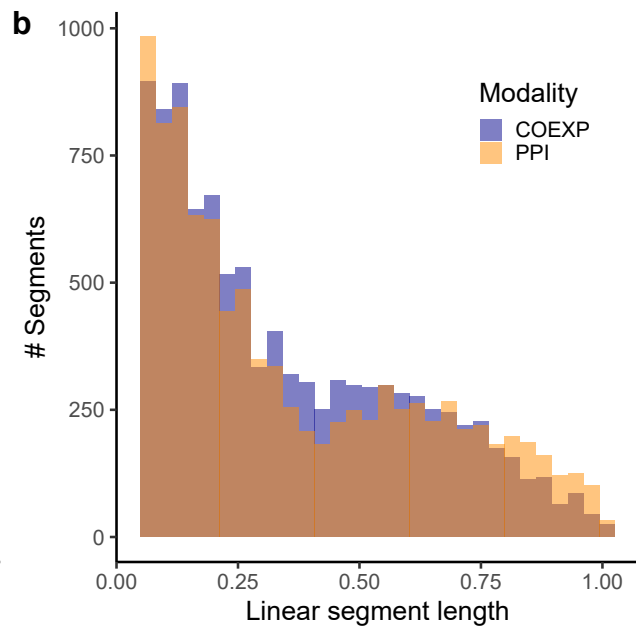 b
1000
750
500
250
0
# Segments
Modality
COEXP
PPI
0.00 0.25 0.50 0.75 1.00
Linear segment length